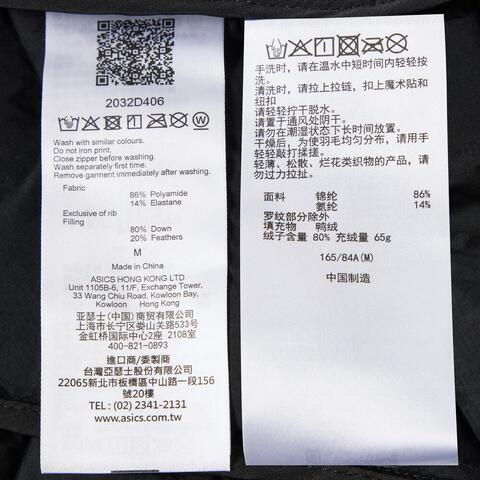 2032D406
Wash with similar colours.
Do not iron print.
Close zipper before washing.
Wash separately first time.
Remove garment immediately after washing.
Fabric
86% Polyamide
14% Elastane
Exclusive of rib
Filling
80% Down
20% Feathers
M
Made in China
ASICS HONG KONG LTD
Unit 1105B-6, 11/F, Exchange Tower,
33 Wang Chiu Road, Kowloon Bay,
Kowloon, Hong Kong
亚瑟士(中国)商贸有限公司
上海市长宁区娄山关路533号
金虹桥国际中心2座 2108室
400-821-0893
進口商/委製商
台灣亞瑟士股份有限公司
22065新北市板橋區中山路一段156
號20樓
TEL: (02) 2341-2131
www.asics.com.tw
手洗时，请在温水中短时间内轻轻按
洗。
清洗时，请拉上拉链，扣上魔术贴和
纽扣
请轻轻拧干脱水。
请置于通风处阴干。
请勿在潮湿状态下长时间放置。
干燥后，为使羽毛均匀分布，请用手
轻轻敲打揉搓。
轻薄、松散、烂花类织物的产品，请
勿过力拉扯。
面料 锦纶 86%
氨纶 14%
罗纹部分除外
填充物 鸭绒
绒子含量 80% 充绒量 65g
165/84A(M)
中国制造